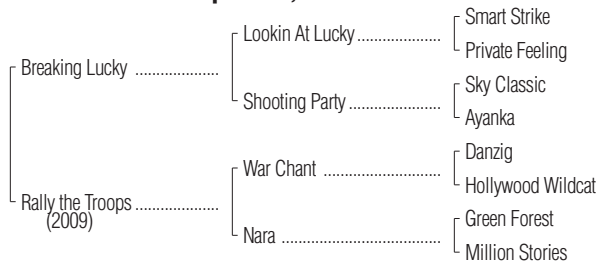 Smart Strike
Lookin At Lucky ....................
Private Feeling
Breaking Lucky ....................
Sky Classic
Shooting Party ......................
Ayanka
Danzig
War Chant ............................
Hollywood Wildcat
Rally the Troops ....................
(2009)
Green Forest
Nara ......................................
Million Stories